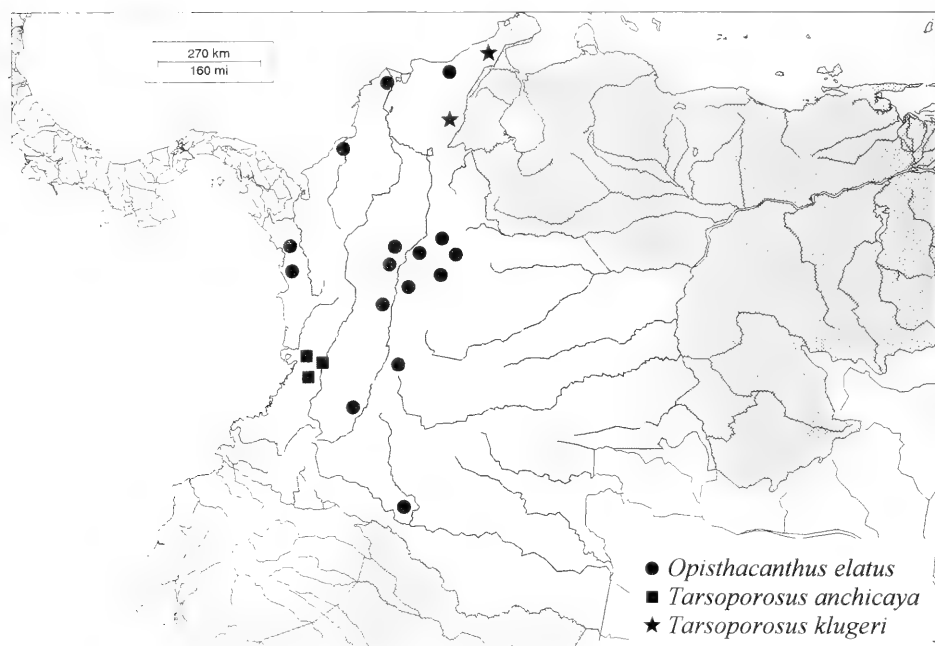 270 km
160 mi
● Opisthacanthus elatus
■ Tarsoporosus anchicaya
★ Tarsoporosus klugeri